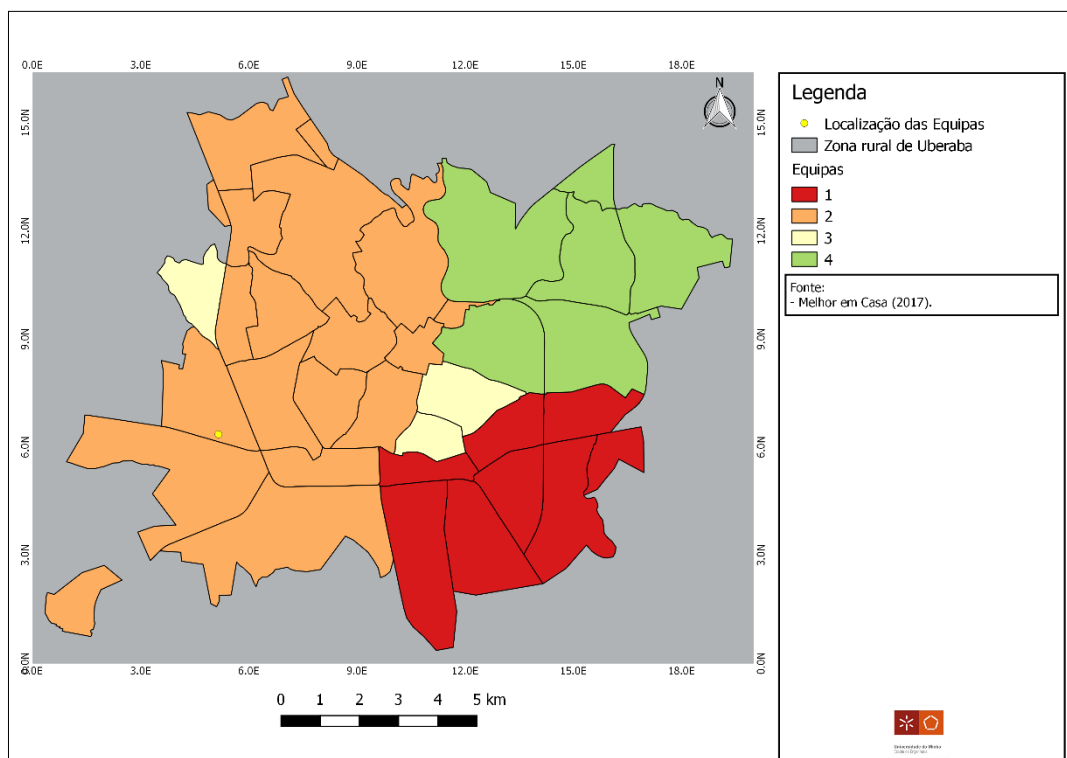 0.0E 3.0E 6.0E 9.0E 12.0E 15.0E 18.0E
N
15.0N 15.0N
12.0N 12.0N
9.0N 9.0N
6.0N 6.0N
3.0N 3.0N
0.0N 0.0N
0.0E 3.0E 6.0E 9.0E 12.0E 15.0E 18.0E
0 1 2 3 4 5 km
Legenda
Localização das Equipas
Zona rural de Uberaba
Equipas
1
2
3
4
Fonte:
- Melhor em Casa (2017).
Universidade do Minho